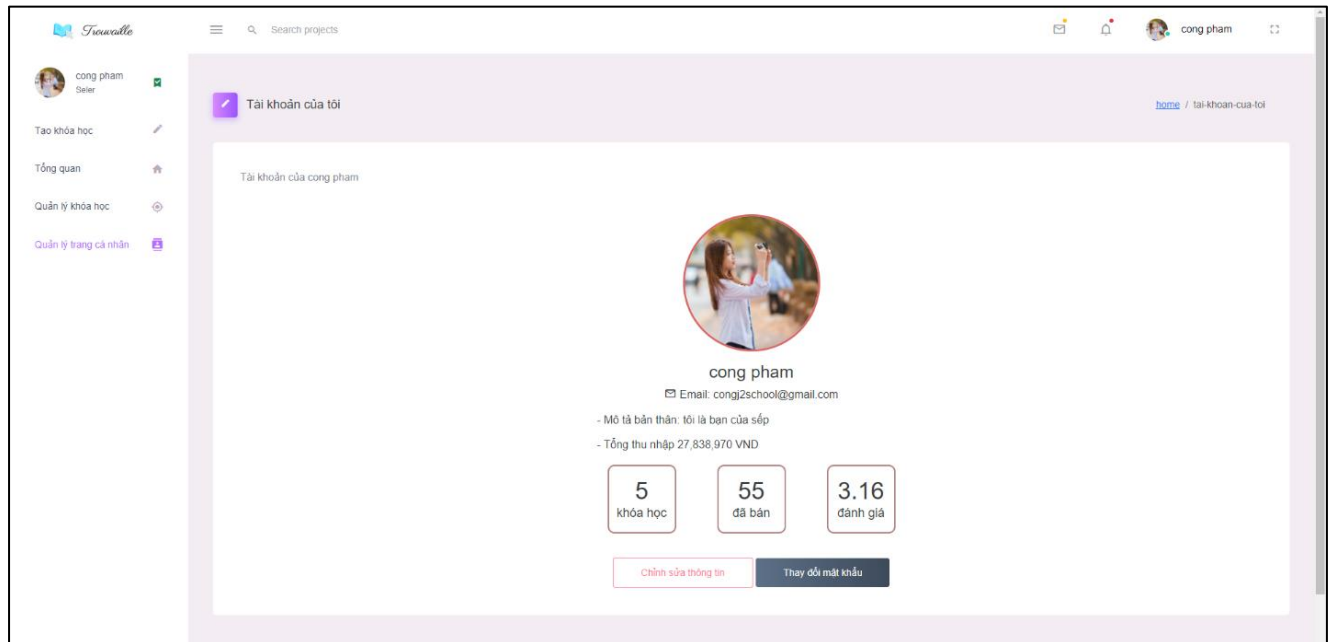 Trouvaille
Search projects
cong pham
cong pham
Seler
Tạo khóa học
Tổng quan
Quản lý khóa học
Quản lý trang cá nhân
Tài khoản của tôi
home / tai-khoan-cua-toi
Tài khoản của cong pham
cong pham
Email: congj2school@gmail.com
- Mô tả bản thân: tôi là bạn của sếp
- Tổng thu nhập 27,838,970 VND
5 55 3.16
khóa học đã bán đánh giá
Chỉnh sửa thông tin Thay đổi mật khẩu